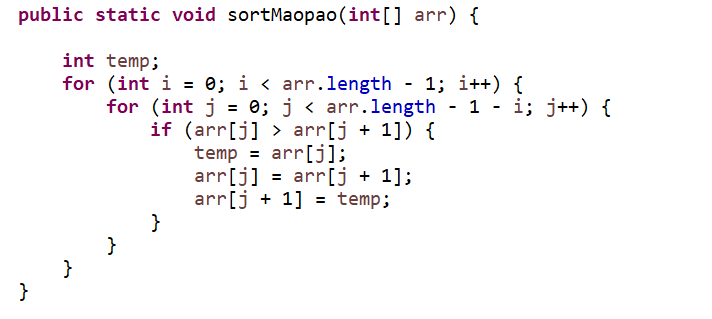 public static void sortMaopao(int[] arr) {
int temp;
for (int i = 0; i < arr.length - 1; i++) {
for (int j = 0; j < arr.length - 1 - i; j++) {
if (arr[j] > arr[j + 1]) {
temp = arr[j];
arr[j] = arr[j + 1];
arr[j + 1] = temp;
}
}
}
}